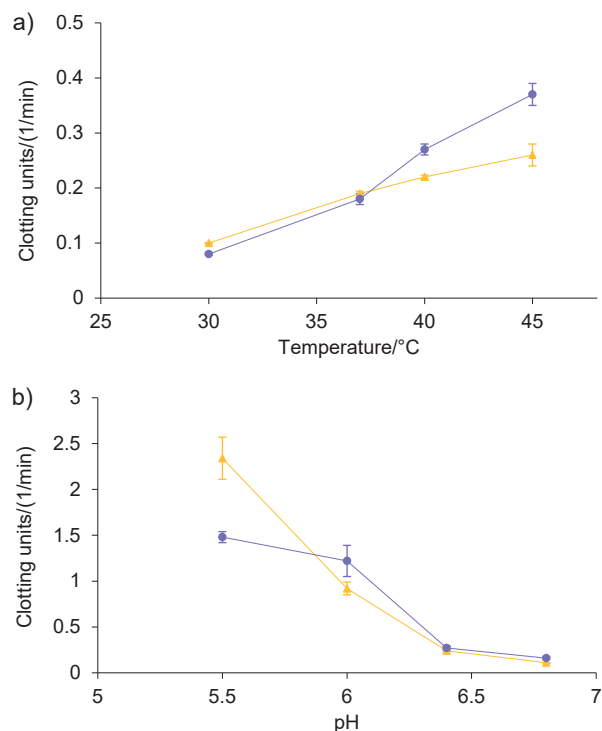 a)
Clotting units/(1/min)
0.5
0.4
0.3
0.2
0.1
0
25 30 35 40 45
Temperature/°C
b)
Clotting units/(1/min)
3
2.5
2
1.5
1
0.5
0
5 5.5 6 6.5 7
pH